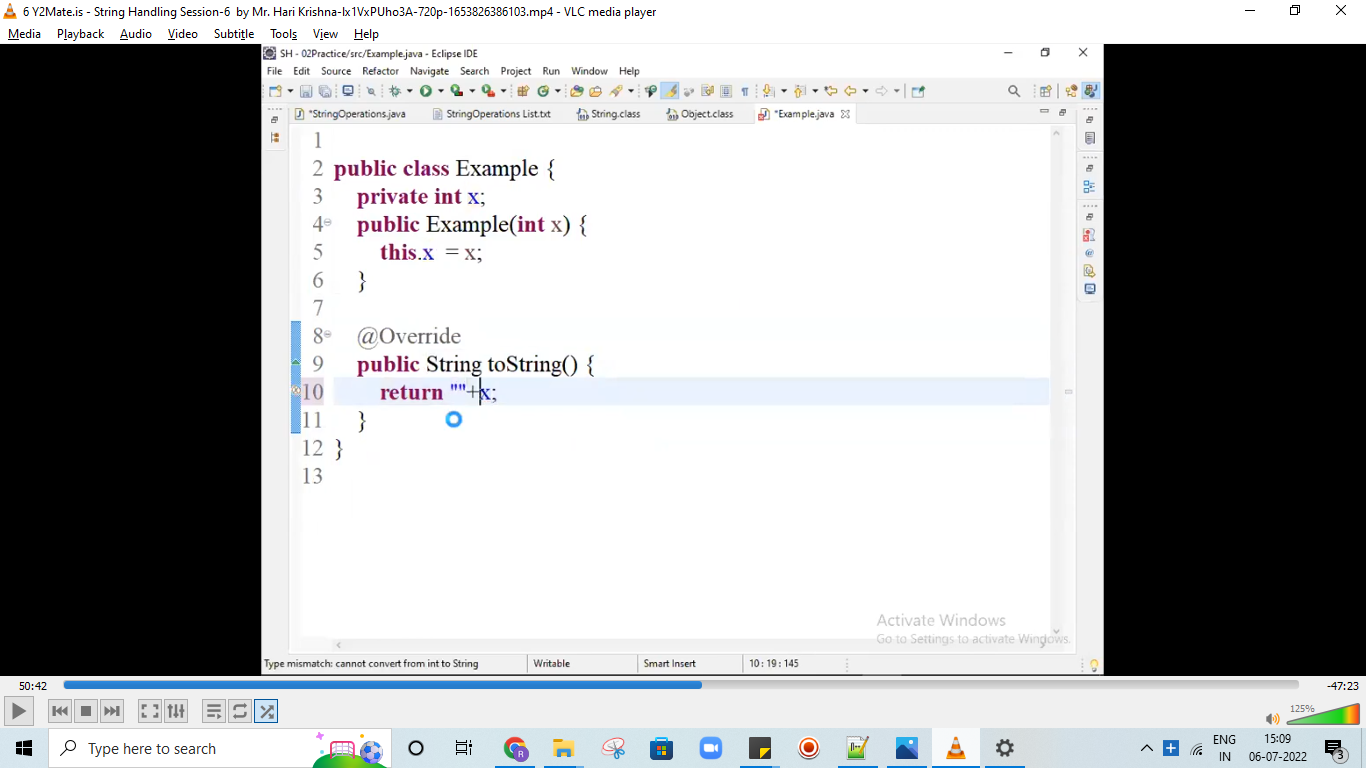 6 Y2Mate.is - String Handling Session-6  by Mr. Hari Krishna-lx1VxPUho3A-720p-1653826386103.mp4 - VLC media player
Media Playback Audio Video Subtitle Tools View Help
SH - 02Practice/src/Example.java - Eclipse IDE
File Edit Source Refactor Navigate Search Project Run Window Help
*StringOperations.java StringOperations List.txt String.class Object.class *Example.java
1
2 public class Example {
3 private int x;
4 public Example(int x) {
5 this.x  = x;
6 }
7
8 @Override
9 public String toString() {
10 return ""+x;
11 }
12 }
13
Activate Windows
Go to Settings to activate Windows.
Type mismatch: cannot convert from int to String Writable Smart Insert 10 : 19 : 145
50:42 -47:23
125%
Type here to search
ENG 15:09
IN 06-07-2022 3